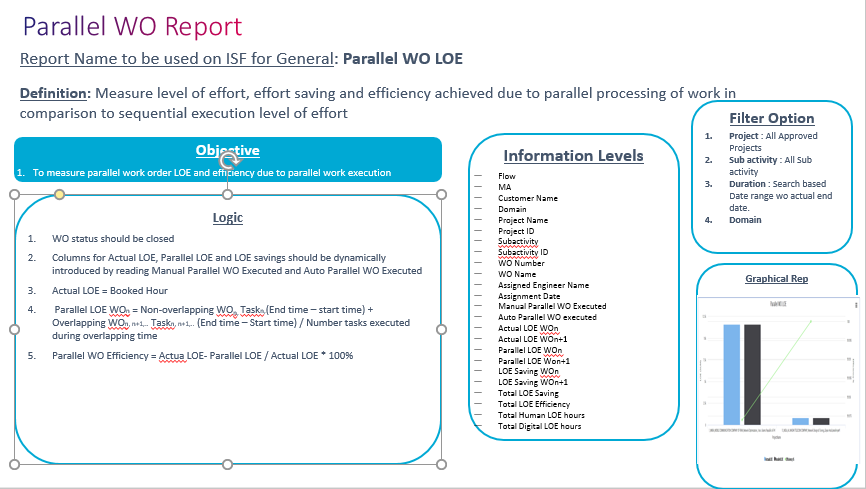 Parallel WO Report
Report Name to be used on ISF for General: Parallel WO LOE
Definition: Measure level of effort, effort saving and efficiency achieved due to parallel processing of work in
comparison to sequential execution level of effort
Objective
1. To measure parallel work order LOE and efficiency due to parallel work execution
Logic
1. WO status should be closed
2. Columns for Actual LOE, Parallel LOE and LOE savings should be dynamically
introduced by reading Manual Parallel WO Executed and Auto Parallel WO Executed
3. Actual LOE = Booked Hour
4. Parallel LOE WOn = Non-overlapping WOn, Taskn,(End time – start time) +
Overlapping WOn, n+1,.. Taskn, n+1,.. (End time – Start time) / Number tasks executed
during overlapping time
5. Parallel WO Efficiency = Actua LOE- Parallel LOE / Actual LOE * 100%
Information Levels
— Flow
— MA
— Customer Name
— Domain
— Project Name
— Project ID
— Subactivity
— Subactivity ID
— WO Number
— WO Name
— Assigned Engineer Name
— Assignment Date
— Manual Parallel WO Executed
— Auto Parallel WO executed
— Actual LOE WOn
— Actual LOE WOn+1
— Parallel LOE WOn
— Parallel LOE Won+1
— LOE Saving WOn
— LOE Saving WOn+1
— Total LOE Saving
— Total LOE Efficiency
— Total Human LOE hours
— Total Digital LOE hours
Filter Option
1. Project : All Approved
Projects
2. Sub activity : All Sub
activity
3. Duration : Search based
Date range wo actual end
date.
4. Domain
Graphical Rep